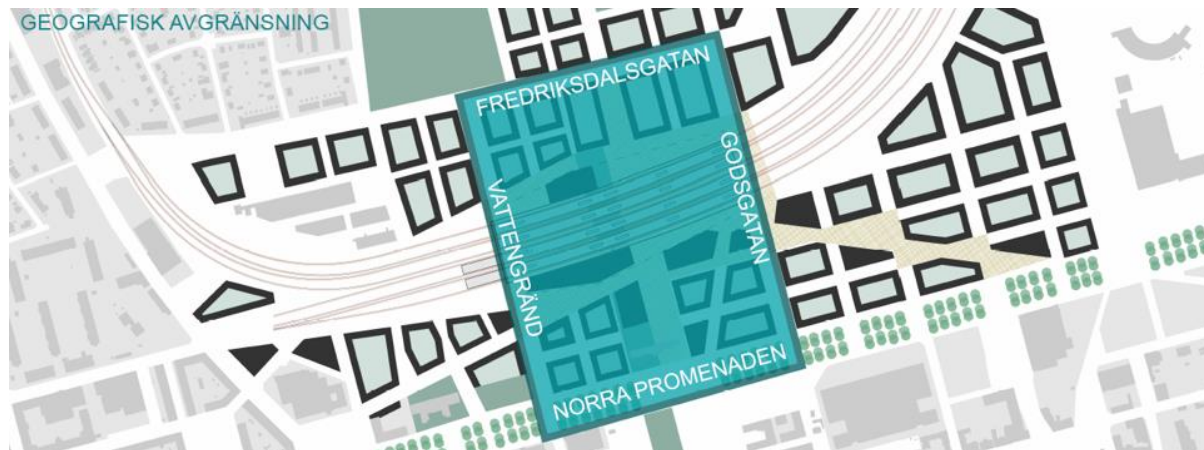 GEOGRAFISK AVGRÄNSNING
FREDRIKSDALSGATAN
VATTENGRÄND
GODSGATAN
NORRA PROMENADEN